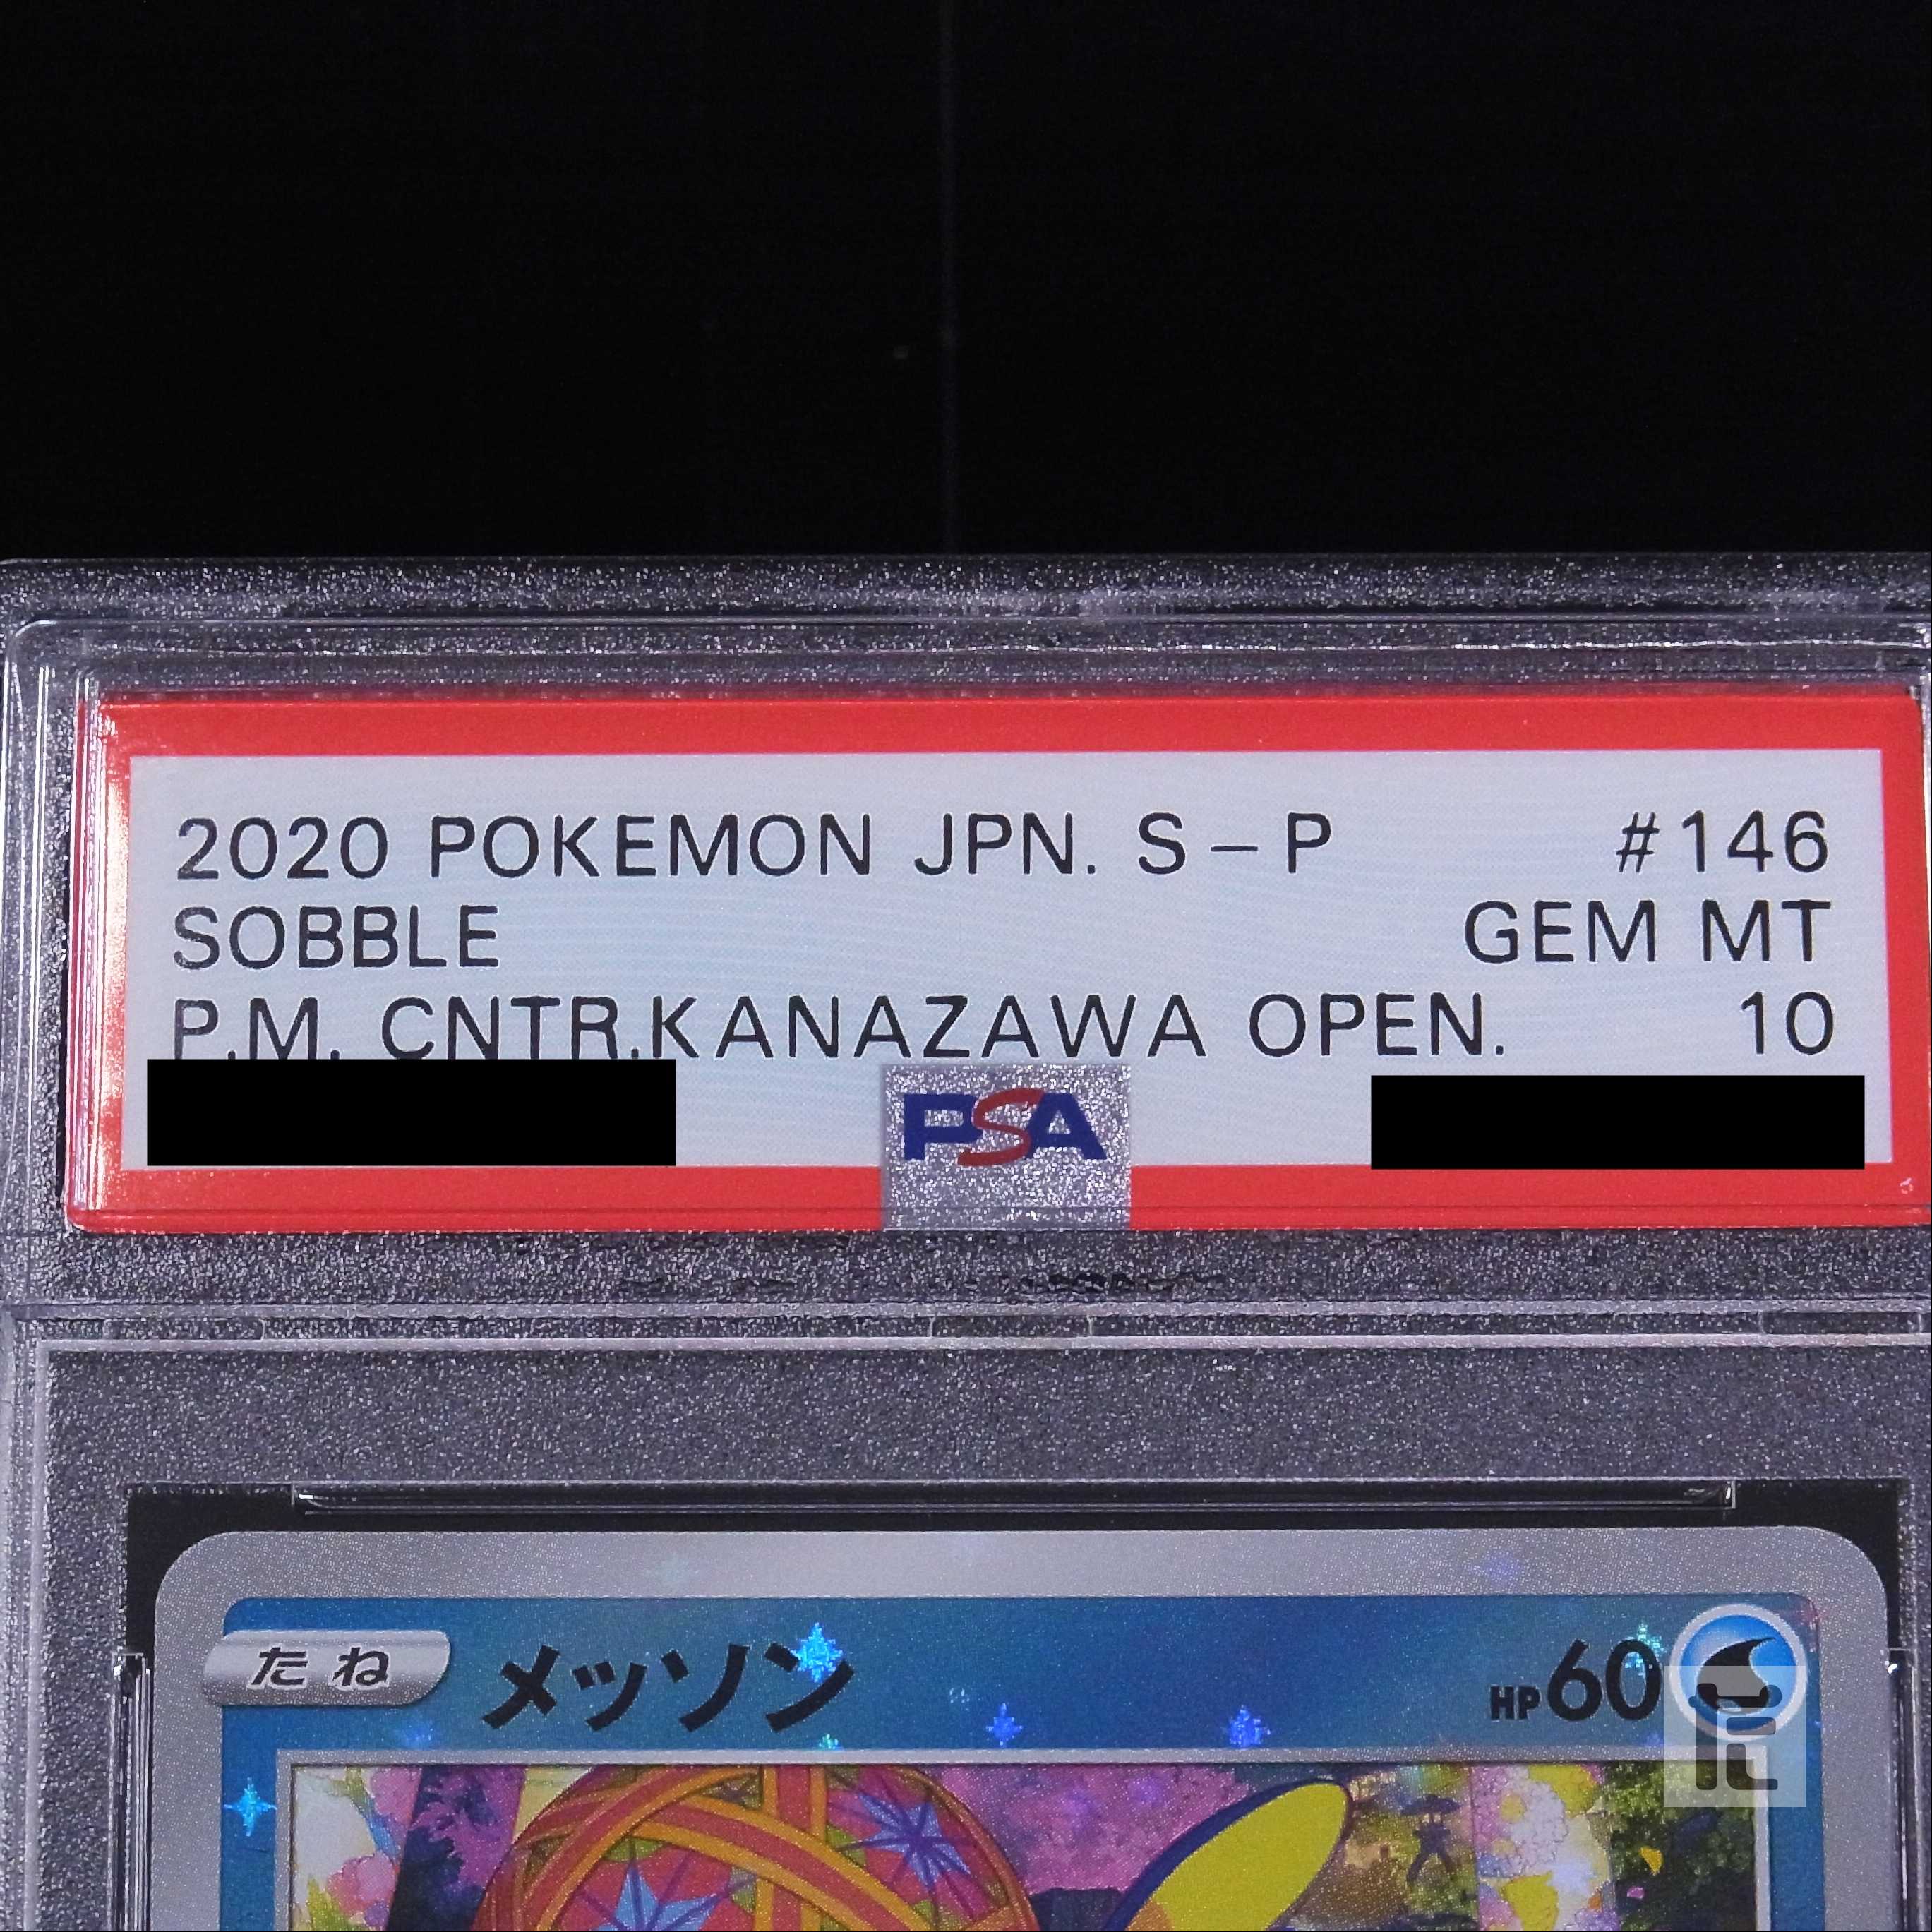 2020 POKEMON JPN. S-P #146
SOBBLE GEM MT
P.M. CNTR.KANAZAWA OPEN. 10
PSA
たね メッソン HP60